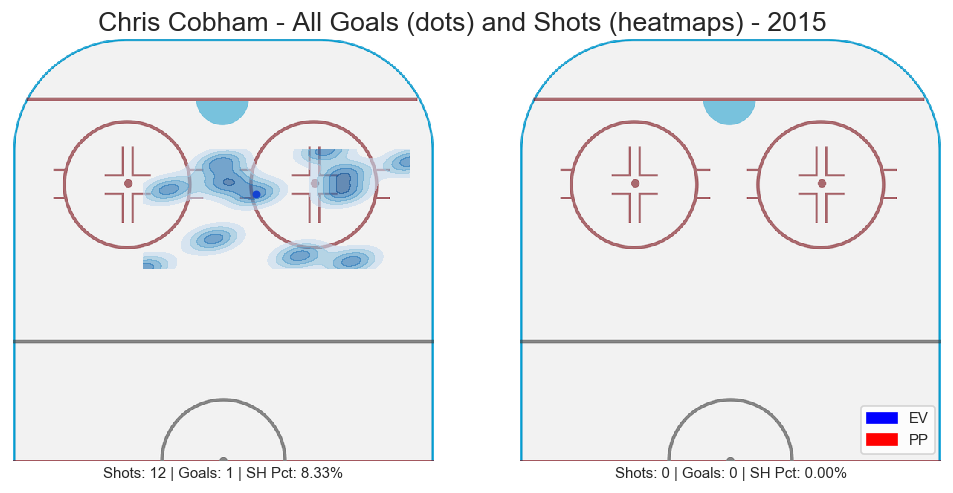 Chris Cobham - All Goals (dots) and Shots (heatmaps) - 2015
EV
PP
Shots: 12 | Goals: 1 | SH Pct: 8.33%
Shots: 0 | Goals: 0 | SH Pct: 0.00%